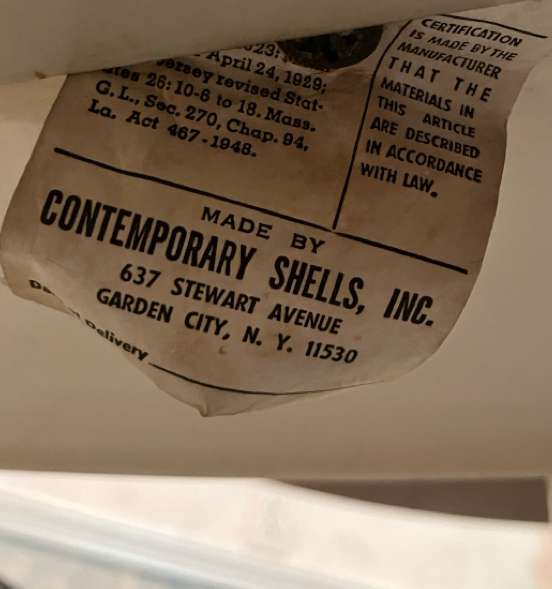 April 24, 1929;
ersey revised Stat-
26: 10-6 to 18. Mass.
G. L., Sec. 270, Chap. 94,
La. Act 467-1948.
CERTIFICATION
IS MADE BY THE
MANUFACTURER
THAT THE
MATERIALS IN
THIS ARTICLE
ARE DESCRIBED
IN ACCORDANCE
WITH LAW.
MADE BY
CONTEMPORARY SHELLS, INC.
637 STEWART AVENUE
GARDEN CITY, N. Y. 11530
Delivery